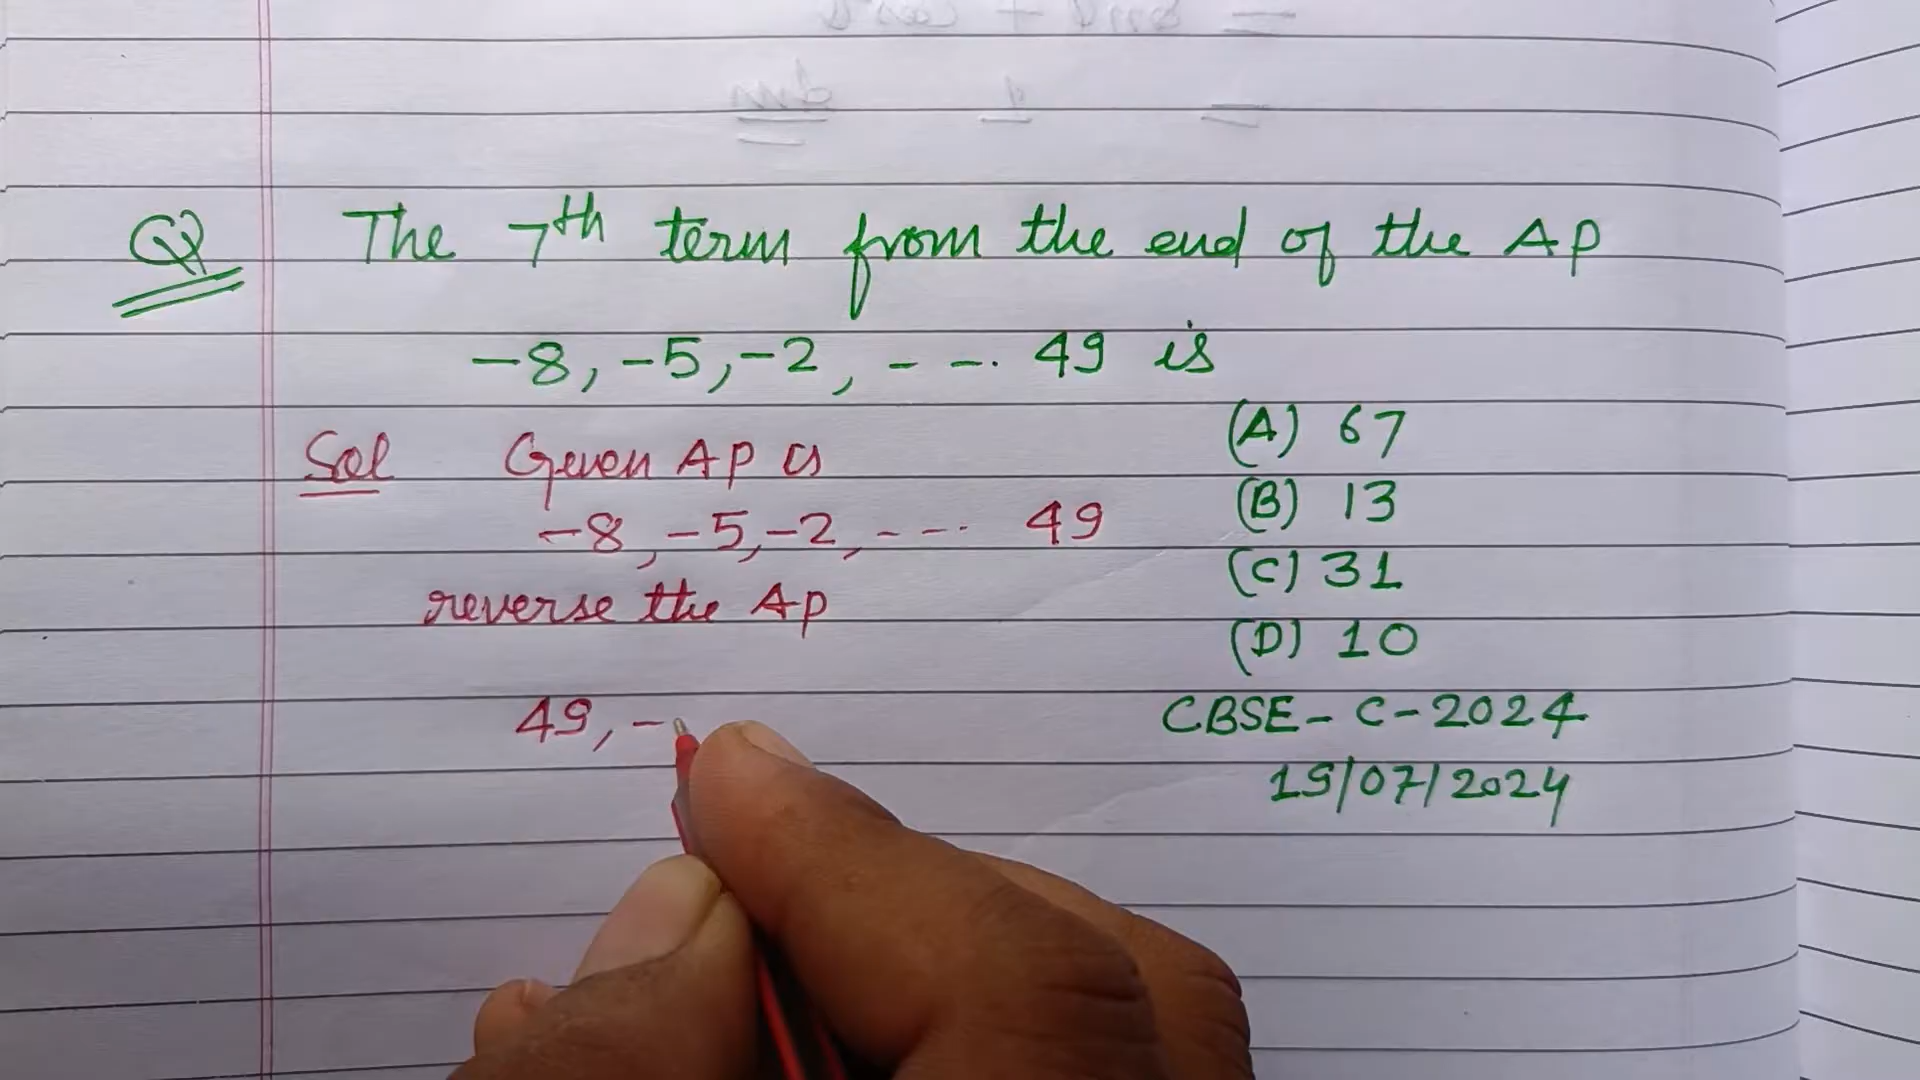 Q The 7th term from the end of the AP
-8, -5, -2, - -. 49 is
(A) 67
(B) 13
(C) 31
(D) 10
CBSE - C - 2024
19/07/2024
Sol Given AP is
-8, -5, -2, - - -. 49
reverse the AP
49, -